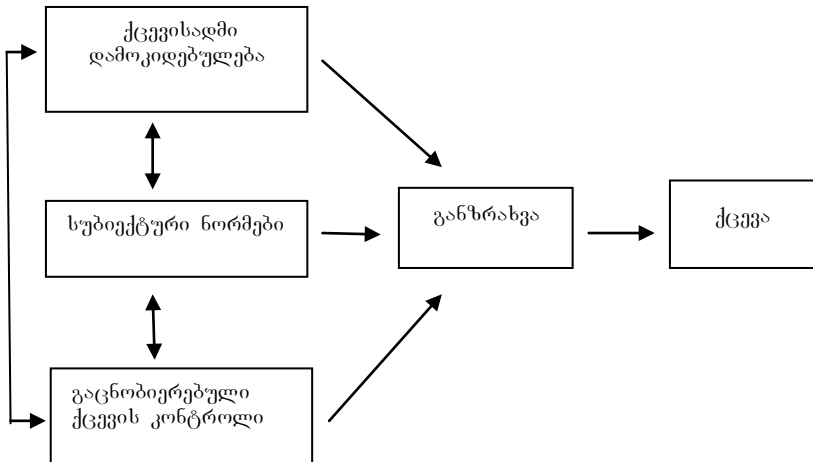 ქცევისადმი
დამოკიდებულება
სუბიექტური ნორმები
განზრახვა
ქცევა
გაცნობიერებული
ქცევის კონტროლი